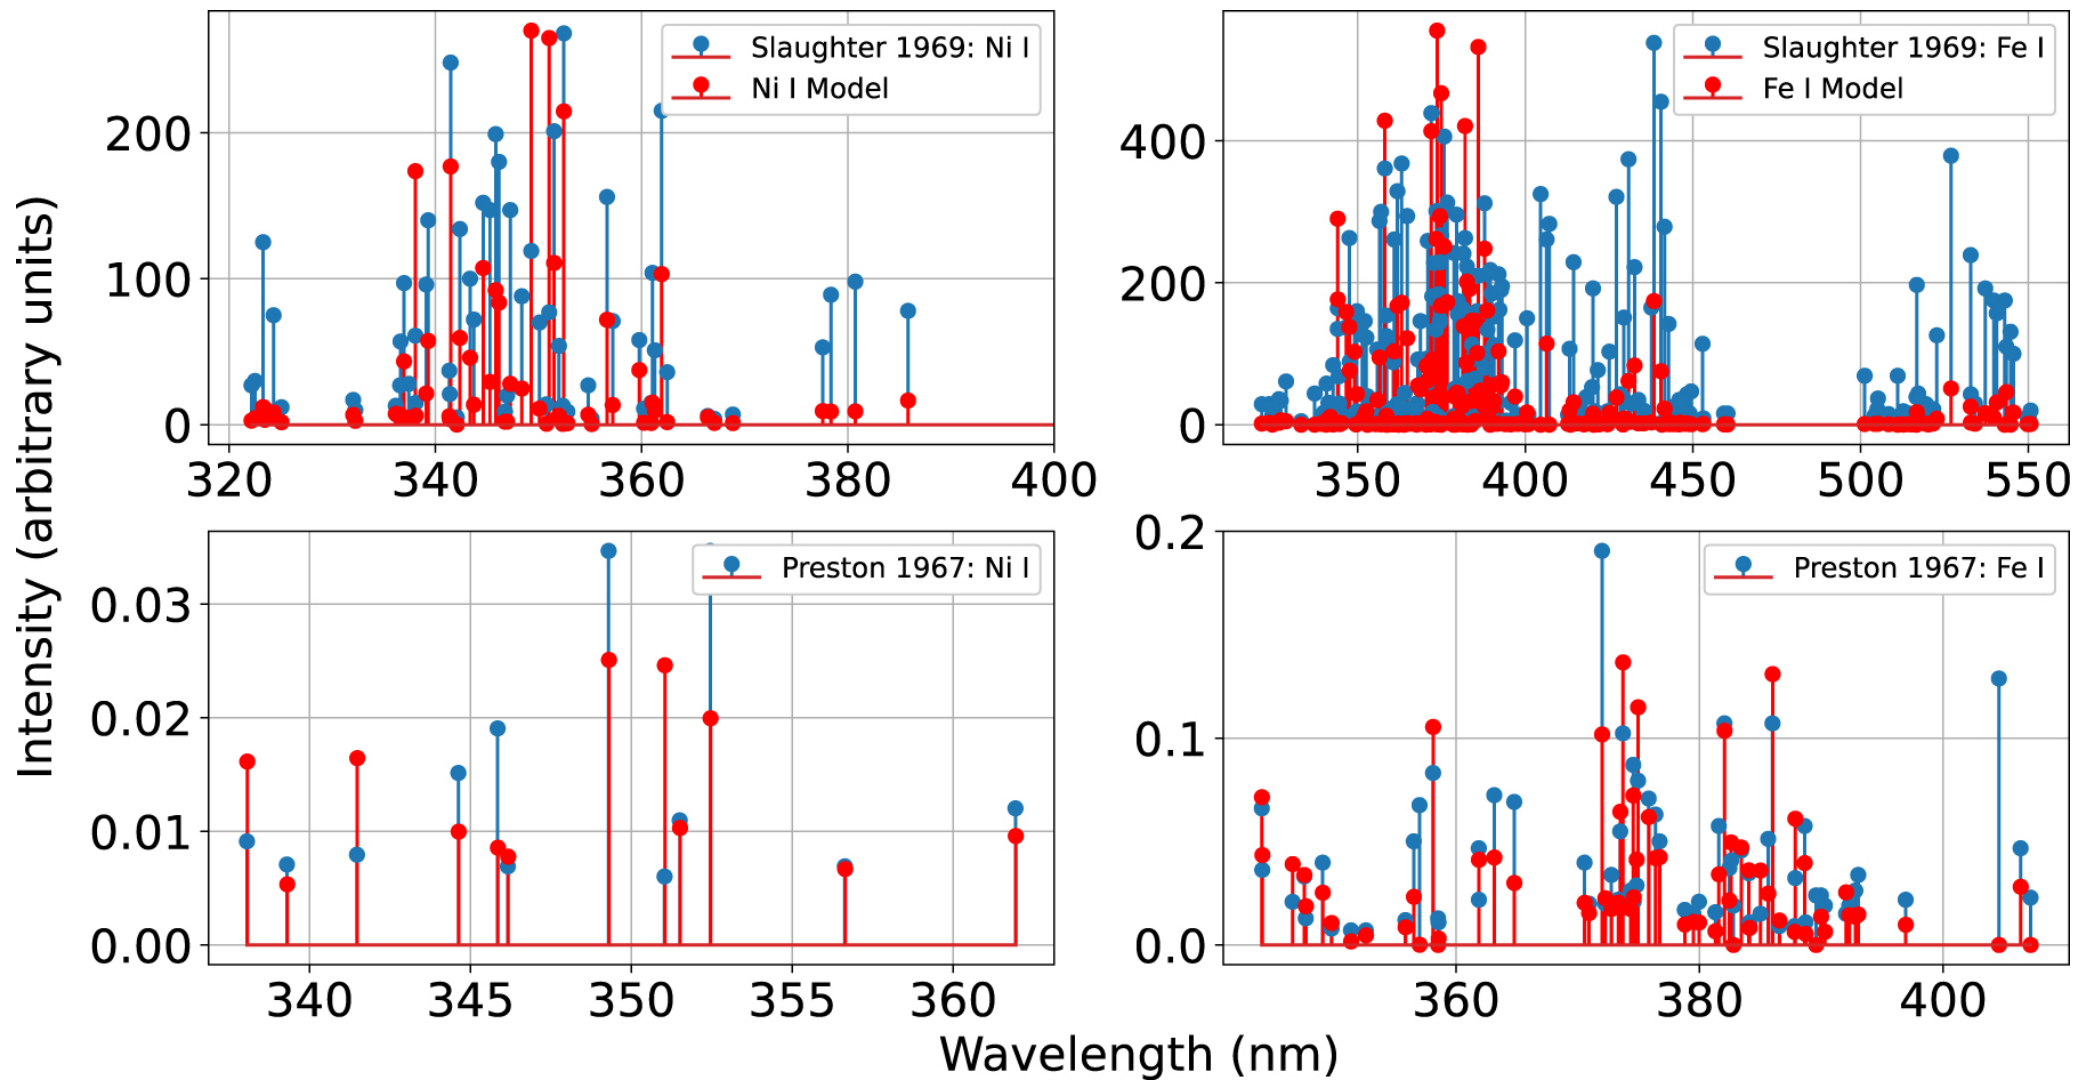 Intensity (arbitrary units)
200
100
0
Slaughter 1969: Ni I
Ni I Model
320 340 360 380 400
400
200
0
Slaughter 1969: Fe I
Fe I Model
350 400 450 500 550
0.03
0.02
0.01
0.00
Preston 1967: Ni I
340 345 350 355 360
0.2
0.1
0.0
Preston 1967: Fe I
360 380 400
Wavelength (nm)